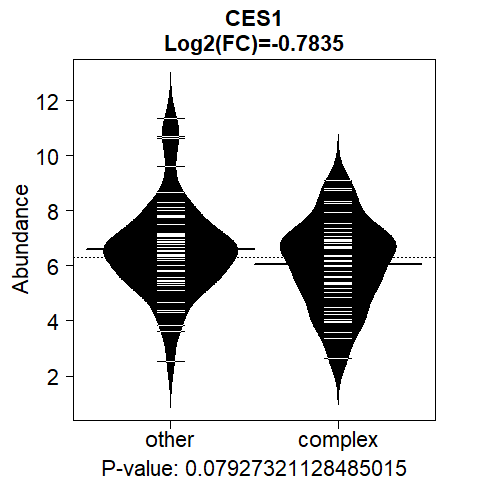 CES1
Log2(FC)=-0.7835
Abundance
12
10
8
6
4
2
other complex
P-value: 0.07927321128485015